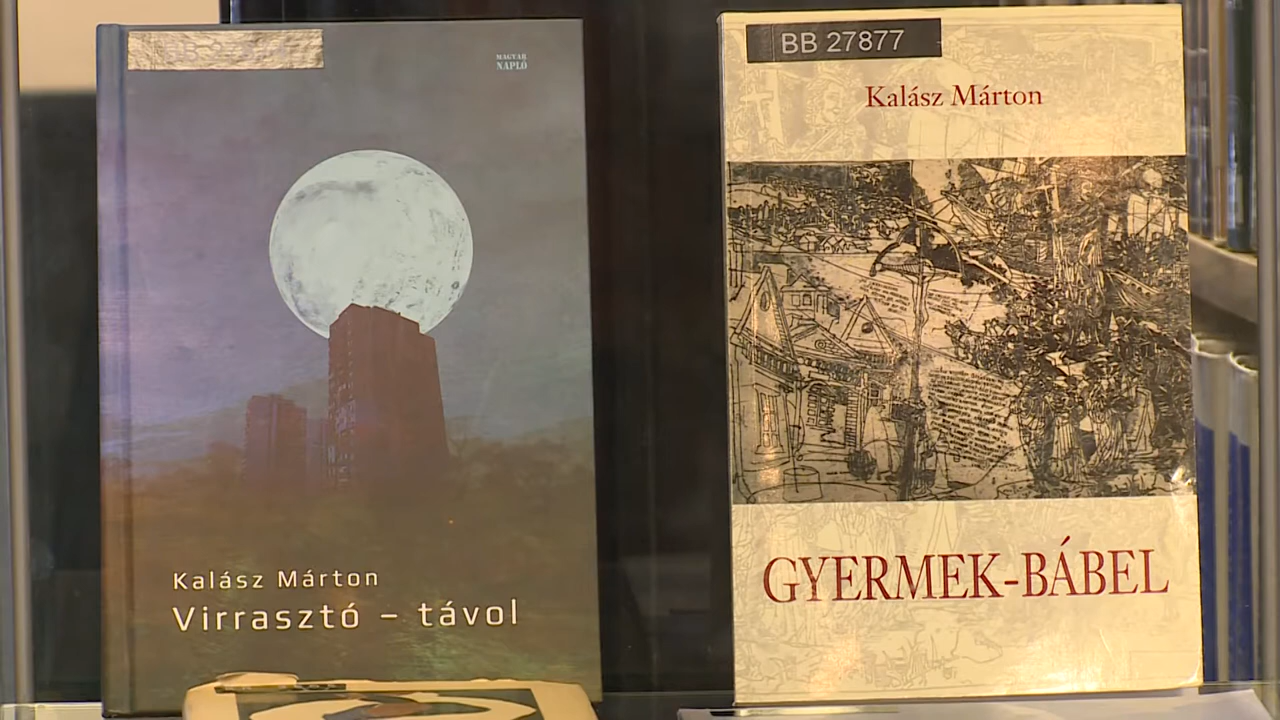 MAGYAR
NAPLÓ
Kalász Márton
Virrasztó – távol
BB 27877
Kalász Márton
GYERMEK-BÁBEL